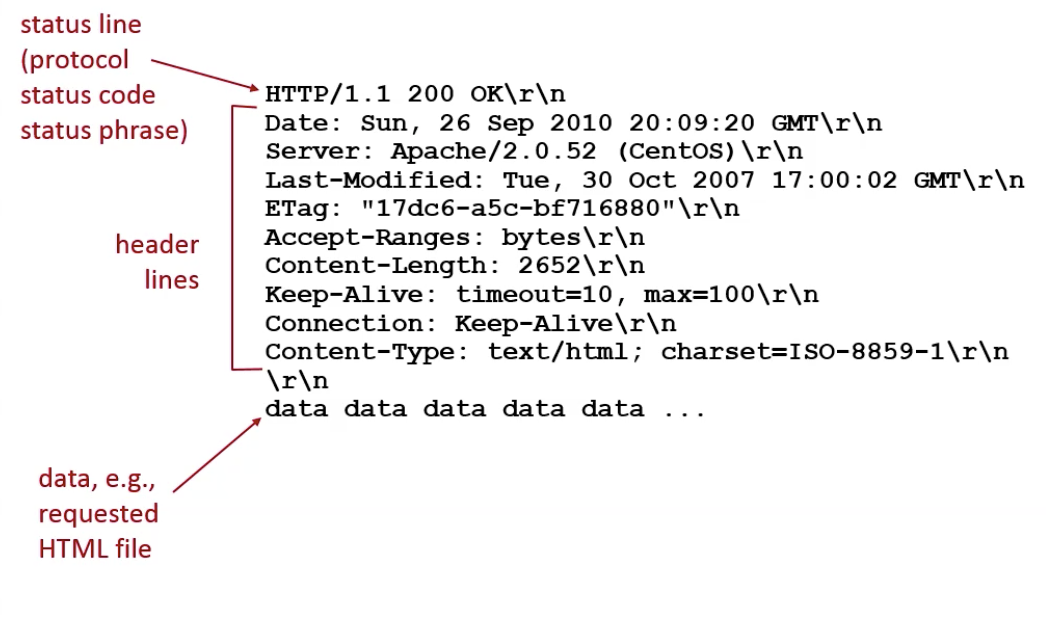 status line
(protocol
status code
status phrase)
HTTP/1.1 200 OK\r\n
Date: Sun, 26 Sep 2010 20:09:20 GMT\r\n
Server: Apache/2.0.52 (CentOS)\r\n
Last-Modified: Tue, 30 Oct 2007 17:00:02 GMT\r\n
ETag: "17dc6-a5c-bf716880"\r\n
Accept-Ranges: bytes\r\n
Content-Length: 2652\r\n
Keep-Alive: timeout=10, max=100\r\n
Connection: Keep-Alive\r\n
Content-Type: text/html; charset=ISO-8859-1\r\n
\r\n
data data data data data ...
header
lines
data, e.g.,
requested
HTML file